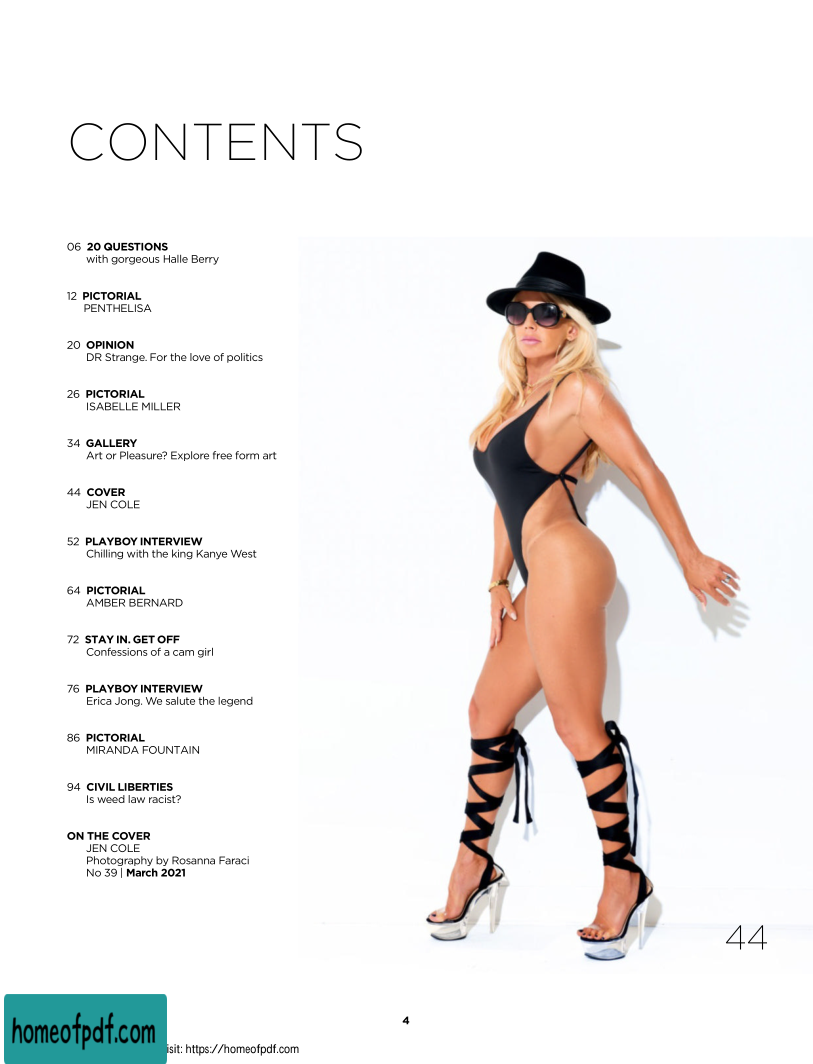 CONTENTS
06 20 QUESTIONS
with gorgeous Halle Berry
12 PICTORIAL
PENTHELISA
20 OPINION
DR Strange. For the love of politics
26 PICTORIAL
ISABELLE MILLER
34 GALLERY
Art or Pleasure? Explore free form art
44 COVER
JEN COLE
52 PLAYBOY INTERVIEW
Chilling with the king Kanye West
64 PICTORIAL
AMBER BERNARD
72 STAY IN. GET OFF
Confessions of a cam girl
76 PLAYBOY INTERVIEW
Erica Jong. We salute the legend
86 PICTORIAL
MIRANDA FOUNTAIN
94 CIVIL LIBERTIES
Is weed law racist?
ON THE COVER
JEN COLE
Photography by Rosanna Faraci
No 39 | March 2021
44
4
homeofpdf.com
isit: https://homeofpdf.com